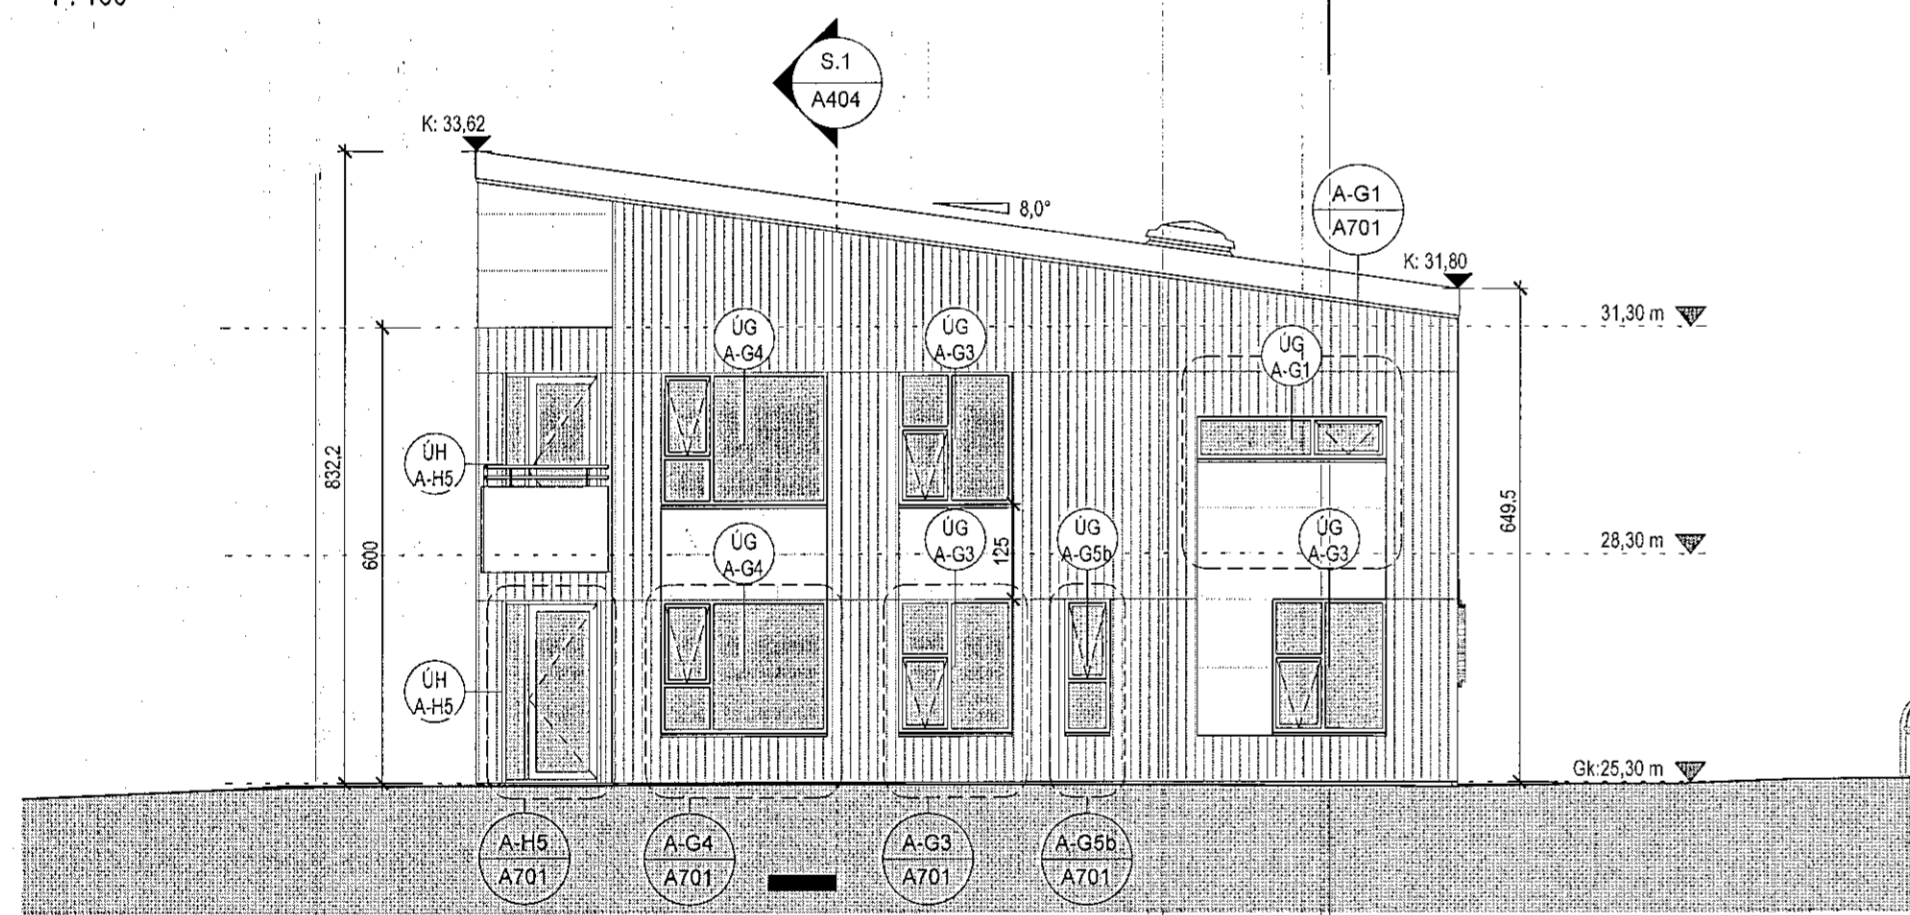 S.1
A404
K: 33,62
8,0°
A-G1
A701
K: 31,80
31,30 m
ÚG
A-G4
ÚG
A-G3
ÚG
A-G1
ÚH
A-H5
832,2
600
649,5
125
ÚG
A-G4
ÚG
A-G3
ÚG
A-G5b
ÚG
A-G3
28,30 m
ÚH
A-H5
Gk:25,30 m
A-H5
A701
A-G4
A701
A-G3
A701
A-G5b
A701